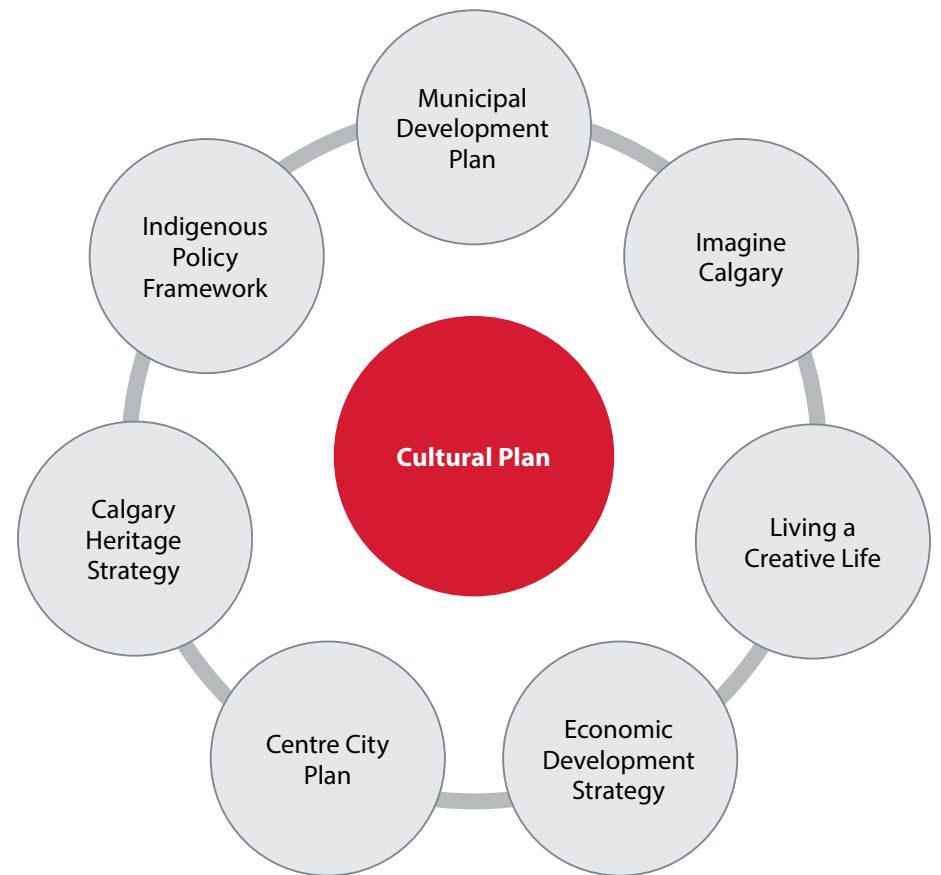 Municipal
Development
Plan
Imagine
Calgary
Living a
Creative Life
Economic
Development
Strategy
Centre City
Plan
Calgary
Heritage
Strategy
Indigenous
Policy
Framework
Cultural Plan